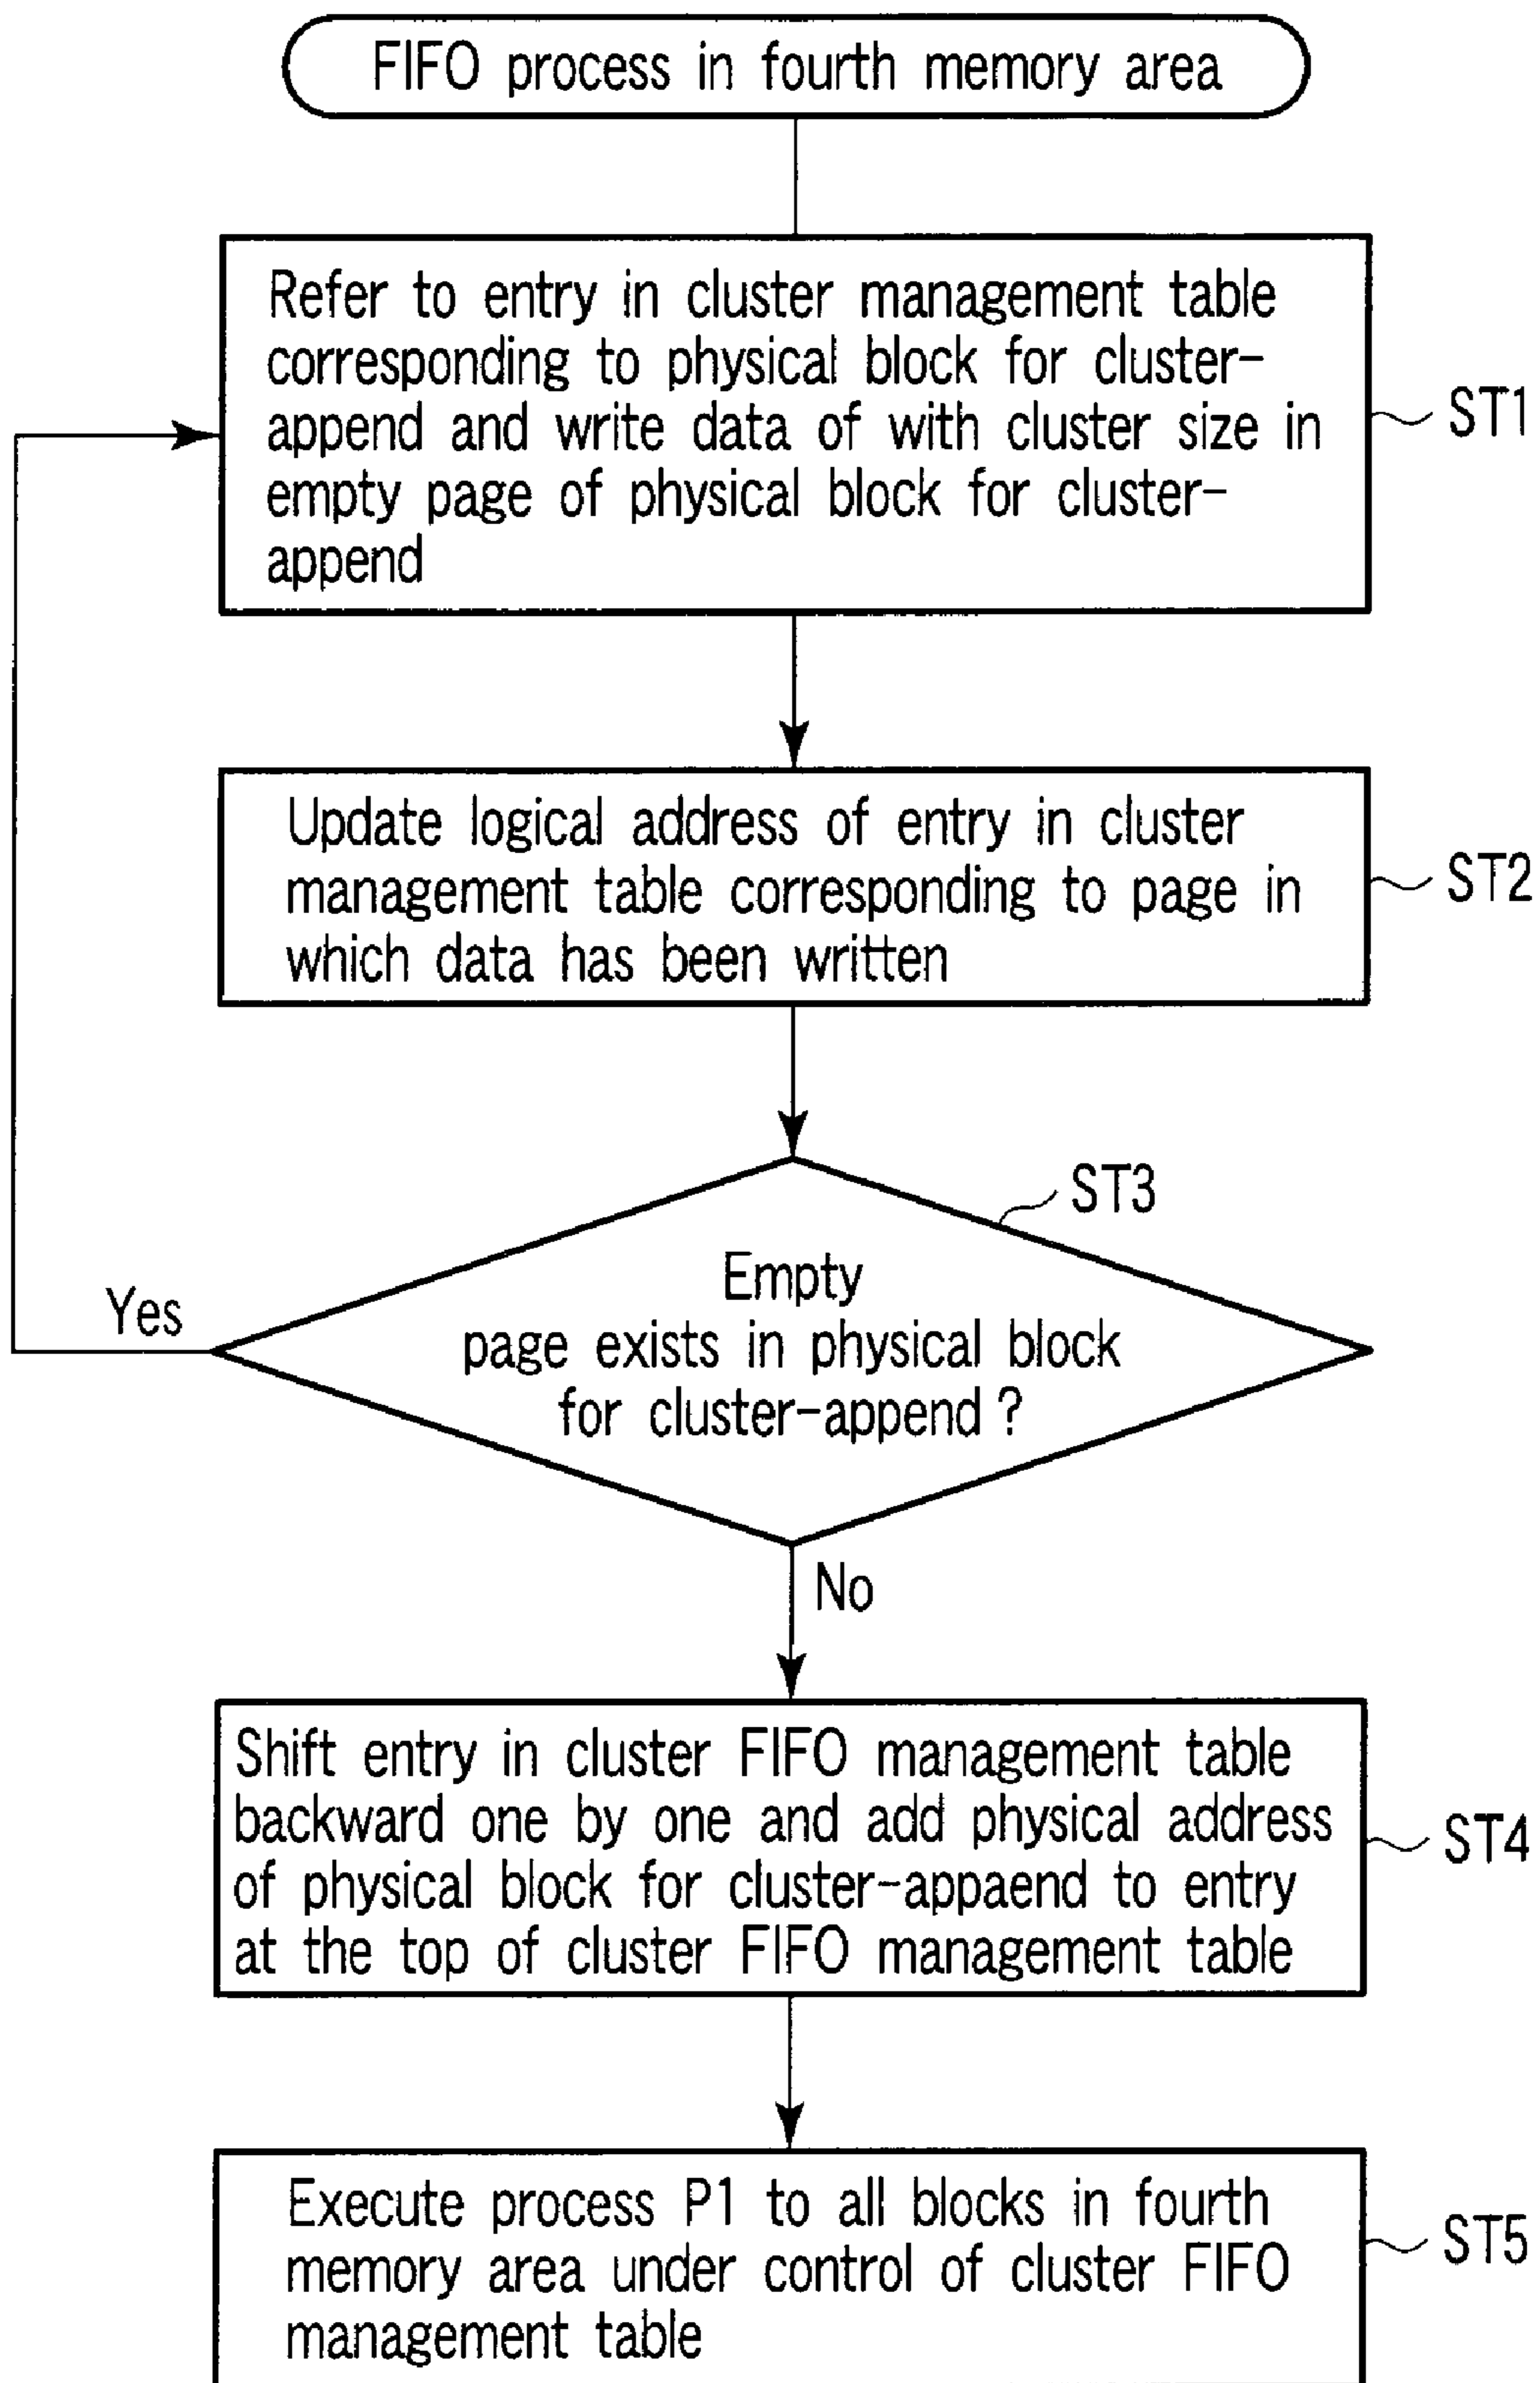 FIFO process in fourth memory area
Refer to entry in cluster management table
corresponding to physical block for cluster-
append and write data of with cluster size in
empty page of physical block for cluster-
append
ST1
Update logical address of entry in cluster
management table corresponding to page in
which data has been written
ST2
ST3
Empty
page exists in physical block
for cluster-append ?
Yes
No
Shift entry in cluster FIFO management table
backward one by one and add physical address
of physical block for cluster-appaend to entry
at the top of cluster FIFO management table
ST4
Execute process P1 to all blocks in fourth
memory area under control of cluster FIFO
management table
ST5